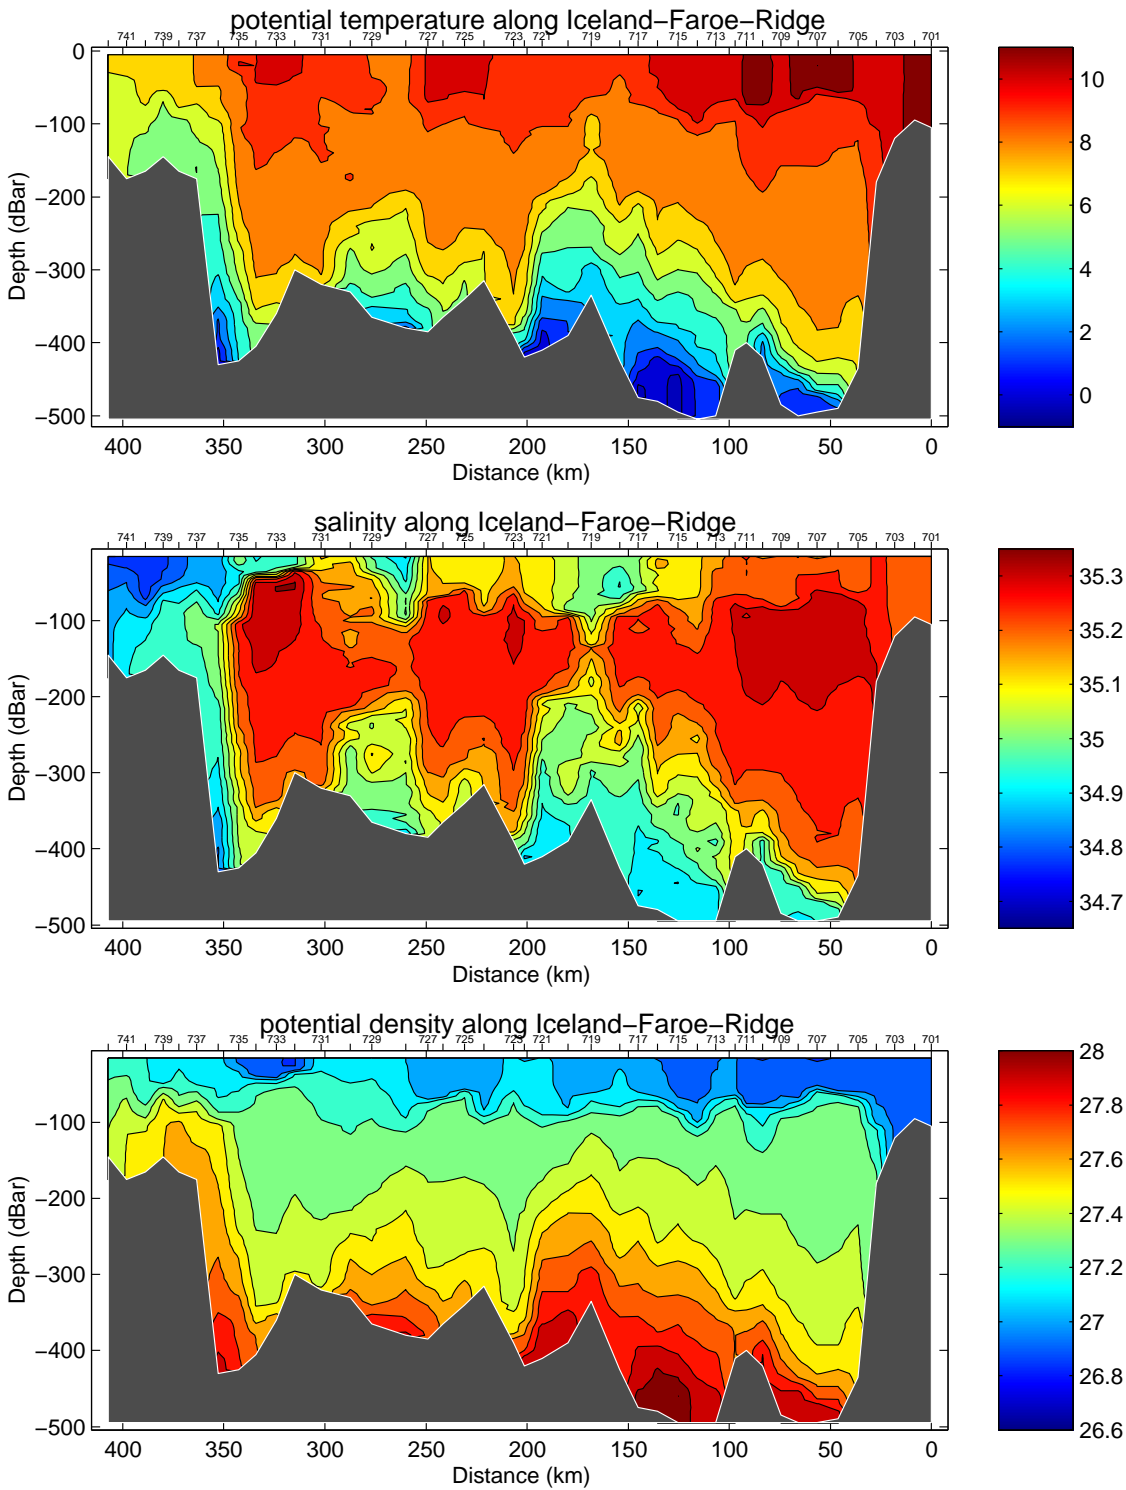 potential temperature along Iceland−Faroe−Ridge
741 739 737 735 733 731 729 727 725 723 721 719 717 715 713 711 709 707 705 703 701
0
−100
−200
−300
−400
−500
Depth (dBar)
400 350 300 250 200 150 100 50 0
Distance (km)
10
8
6
4
2
0
salinity along Iceland−Faroe−Ridge
741 739 737 735 733 731 729 727 725 723 721 719 717 715 713 711 709 707 705 703 701
−100
−200
−300
−400
−500
Depth (dBar)
400 350 300 250 200 150 100 50 0
Distance (km)
35.3
35.2
35.1
35
34.9
34.8
34.7
potential density along Iceland−Faroe−Ridge
741 739 737 735 733 731 729 727 725 723 721 719 717 715 713 711 709 707 705 703 701
−100
−200
−300
−400
−500
Depth (dBar)
400 350 300 250 200 150 100 50 0
Distance (km)
28
27.8
27.6
27.4
27.2
27
26.8
26.6